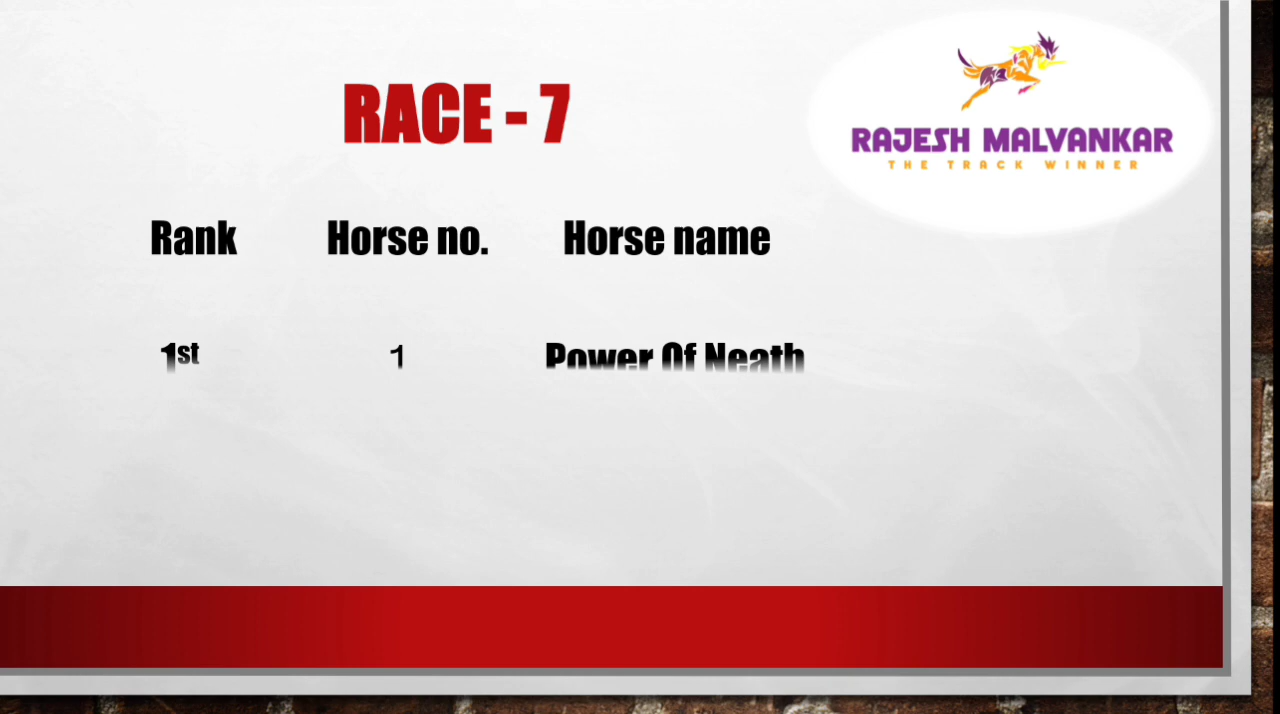 RACE - 7
RAJESH MALVANKAR
THE TRACK WINNER
Rank Horse no. Horse name
1st 1 Power Of Neath